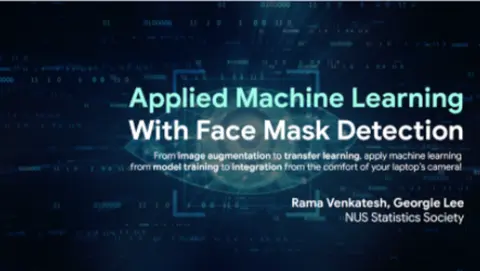 Applied Machine Learning
With Face Mask Detection
From image augmentation to transfer learning, apply machine learning
from model training to integration from the comfort of your laptop's camera!
Rama Venkatesh, Georgie Lee
NUS Statistics Society